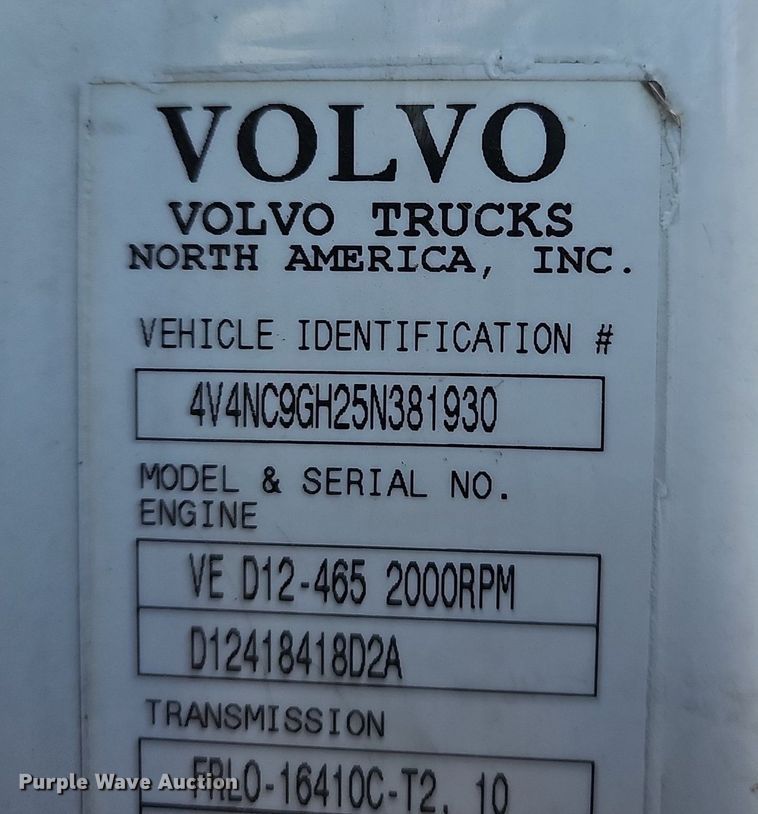 VOLVO
VOLVO TRUCKS
NORTH AMERICA, INC.
VEHICLE IDENTIFICATION #
4V4NC9GH25N381930
MODEL & SERIAL NO.
ENGINE
VE D12-465 2000RPM
D12418418D2A
TRANSMISSION
FRLO-16410C-T2, 10
Purple Wave Auction